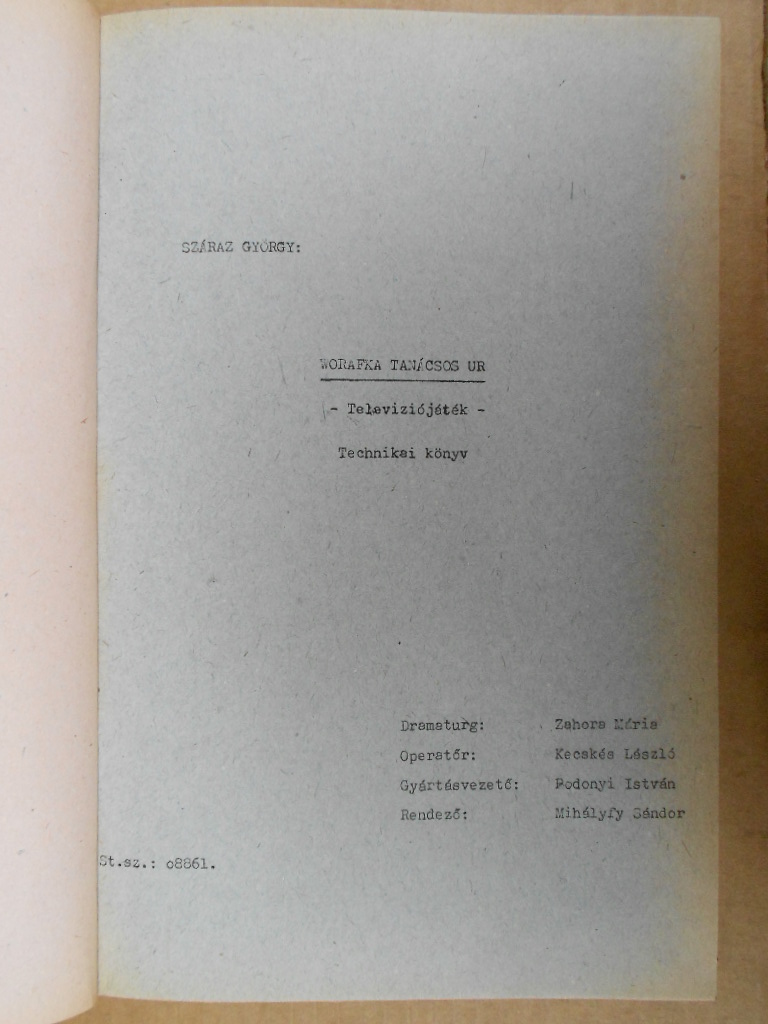 SZÁRAZ GYÖRGY:
WORAFKA TANÁCSOS UR
- Televiziójáték -
Technikai könyv
Dramaturg: Zahora Mária
Operatőr: Kecskés László
Gyártásvezető: Bodonyi István
Rendező: Mihályfy Sándor
St.sz.: o8861.